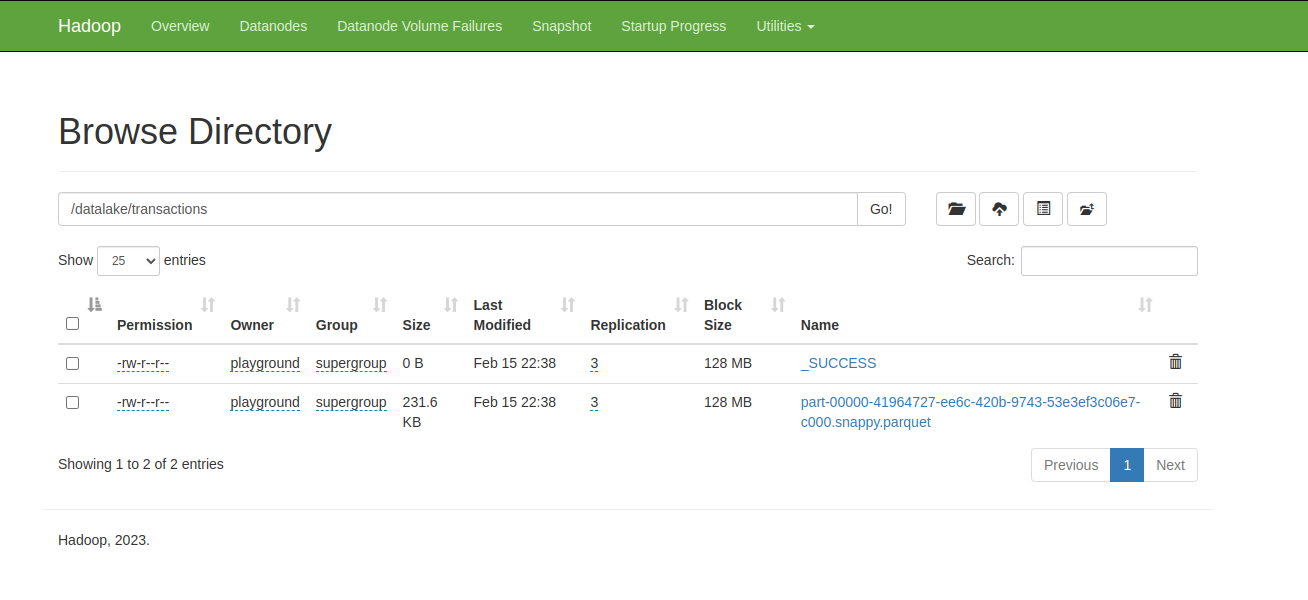 Hadoop Overview Datanodes Datanode Volume Failures Snapshot Startup Progress Utilities
Browse Directory
/datalake/transactions Go!
Show 25 entries Search:
Permission Owner Group Size Last Modified Replication Block Size Name
-rw-r--r-- playground supergroup 0 B Feb 15 22:38 3 128 MB _SUCCESS
-rw-r--r-- playground supergroup 231.6 KB Feb 15 22:38 3 128 MB part-00000-41964727-ee6c-420b-9743-53e3ef3c06e7-
c000.snappy.parquet
Showing 1 to 2 of 2 entries Previous 1 Next
Hadoop, 2023.